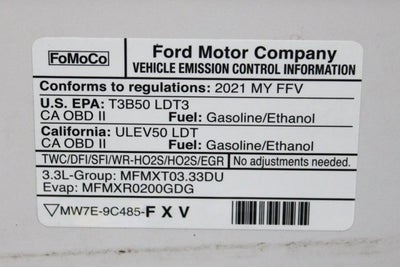 FoMoCo
Ford Motor Company
VEHICLE EMISSION CONTROL INFORMATION
Conforms to regulations: 2021 MY FFV
U.S. EPA: T3B50 LDT3
CA OBD II Fuel: Gasoline/Ethanol
California: ULEV50 LDT
CA OBD II Fuel: Gasoline/Ethanol
TWC/DFI/SFI/WR-HO2S/HO2S/EGR No adjustments needed.
3.3L-Group: MFMXT03.33DU
Evap: MFMXR0200GDG
MW7E-9C485-F X V